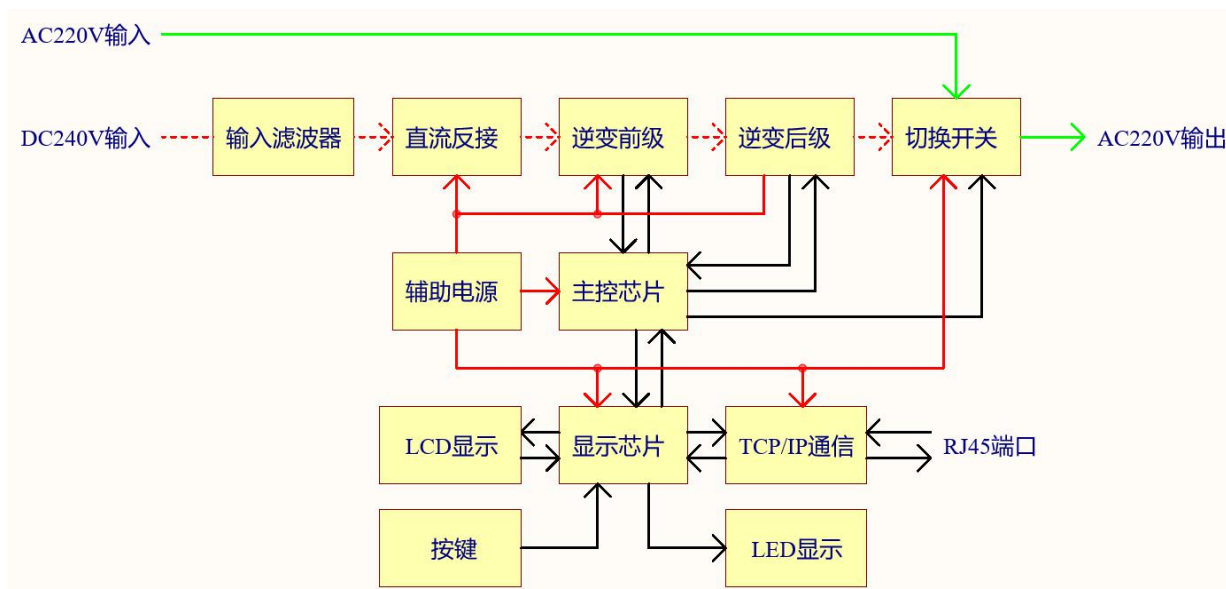 AC220V输入
DC240V输入
输入滤波器
直流反接
逆变前级
逆变后级
切换开关
AC220V输出
辅助电源
主控芯片
LCD显示
显示芯片
TCP/IP通信
RJ45端口
按键
LED显示